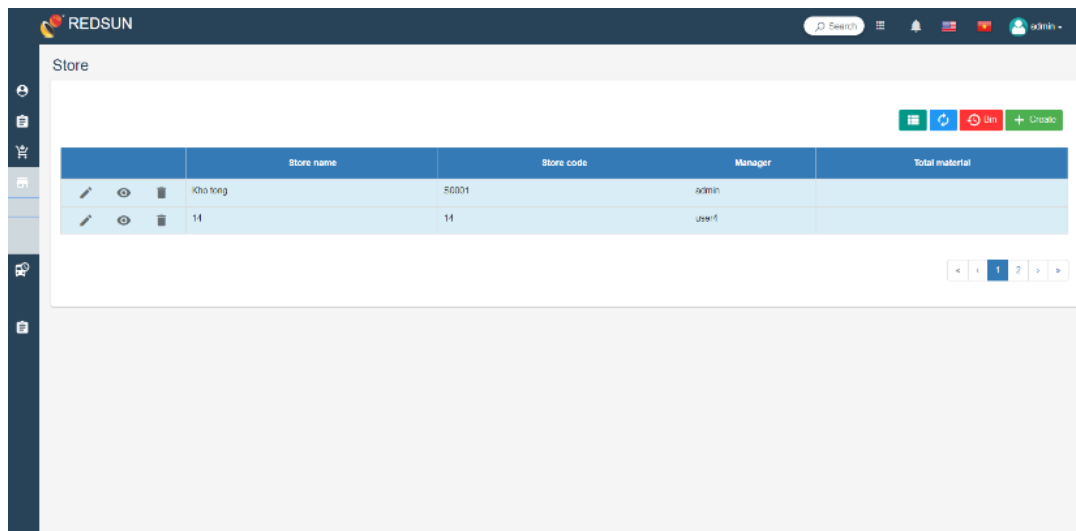 REDSUN
Search
admin
Store
Bin
Create
Store name Store code Manager Total material
Kho tong S0001 admin
14 14 user4
« ‹ 1 2 › »